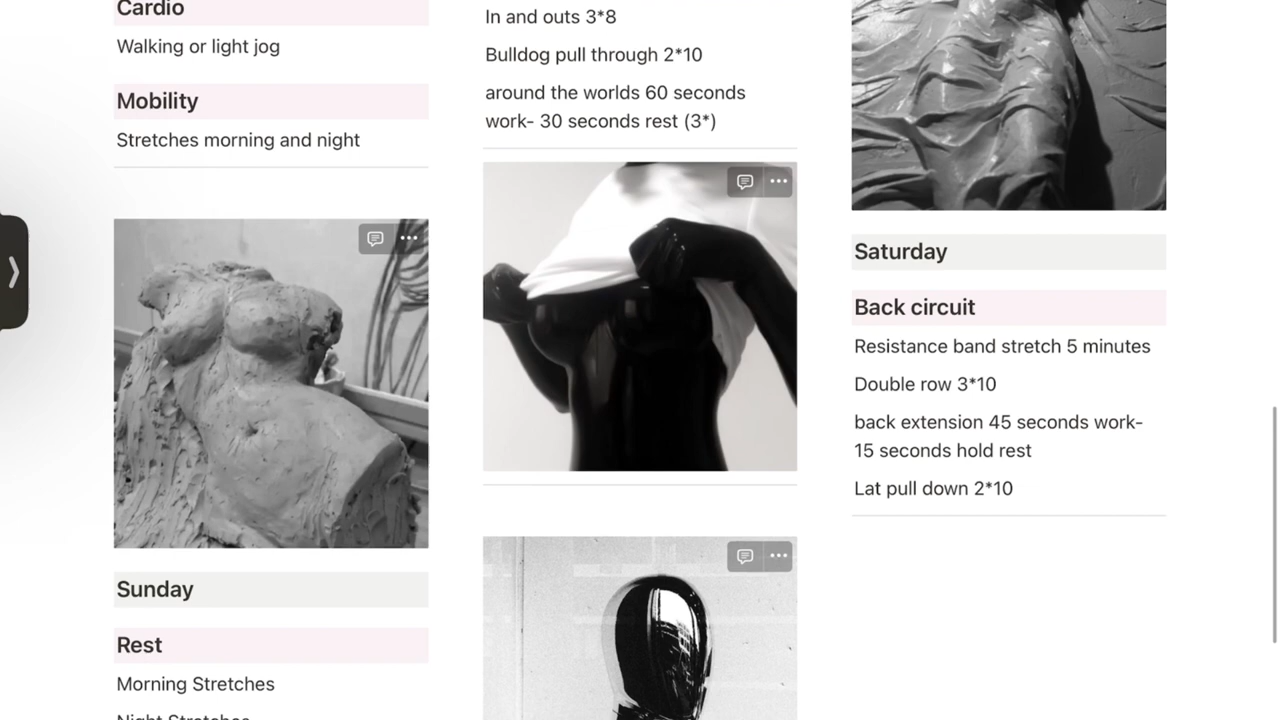 Cardio
Walking or light jog
Mobility
Stretches morning and night
Sunday
Rest
Morning Stretches
Night Stretches
In and outs 3*8
Bulldog pull through 2*10
around the worlds 60 seconds
work- 30 seconds rest (3*)
Saturday
Back circuit
Resistance band stretch 5 minutes
Double row 3*10
back extension 45 seconds work-
15 seconds hold rest
Lat pull down 2*10